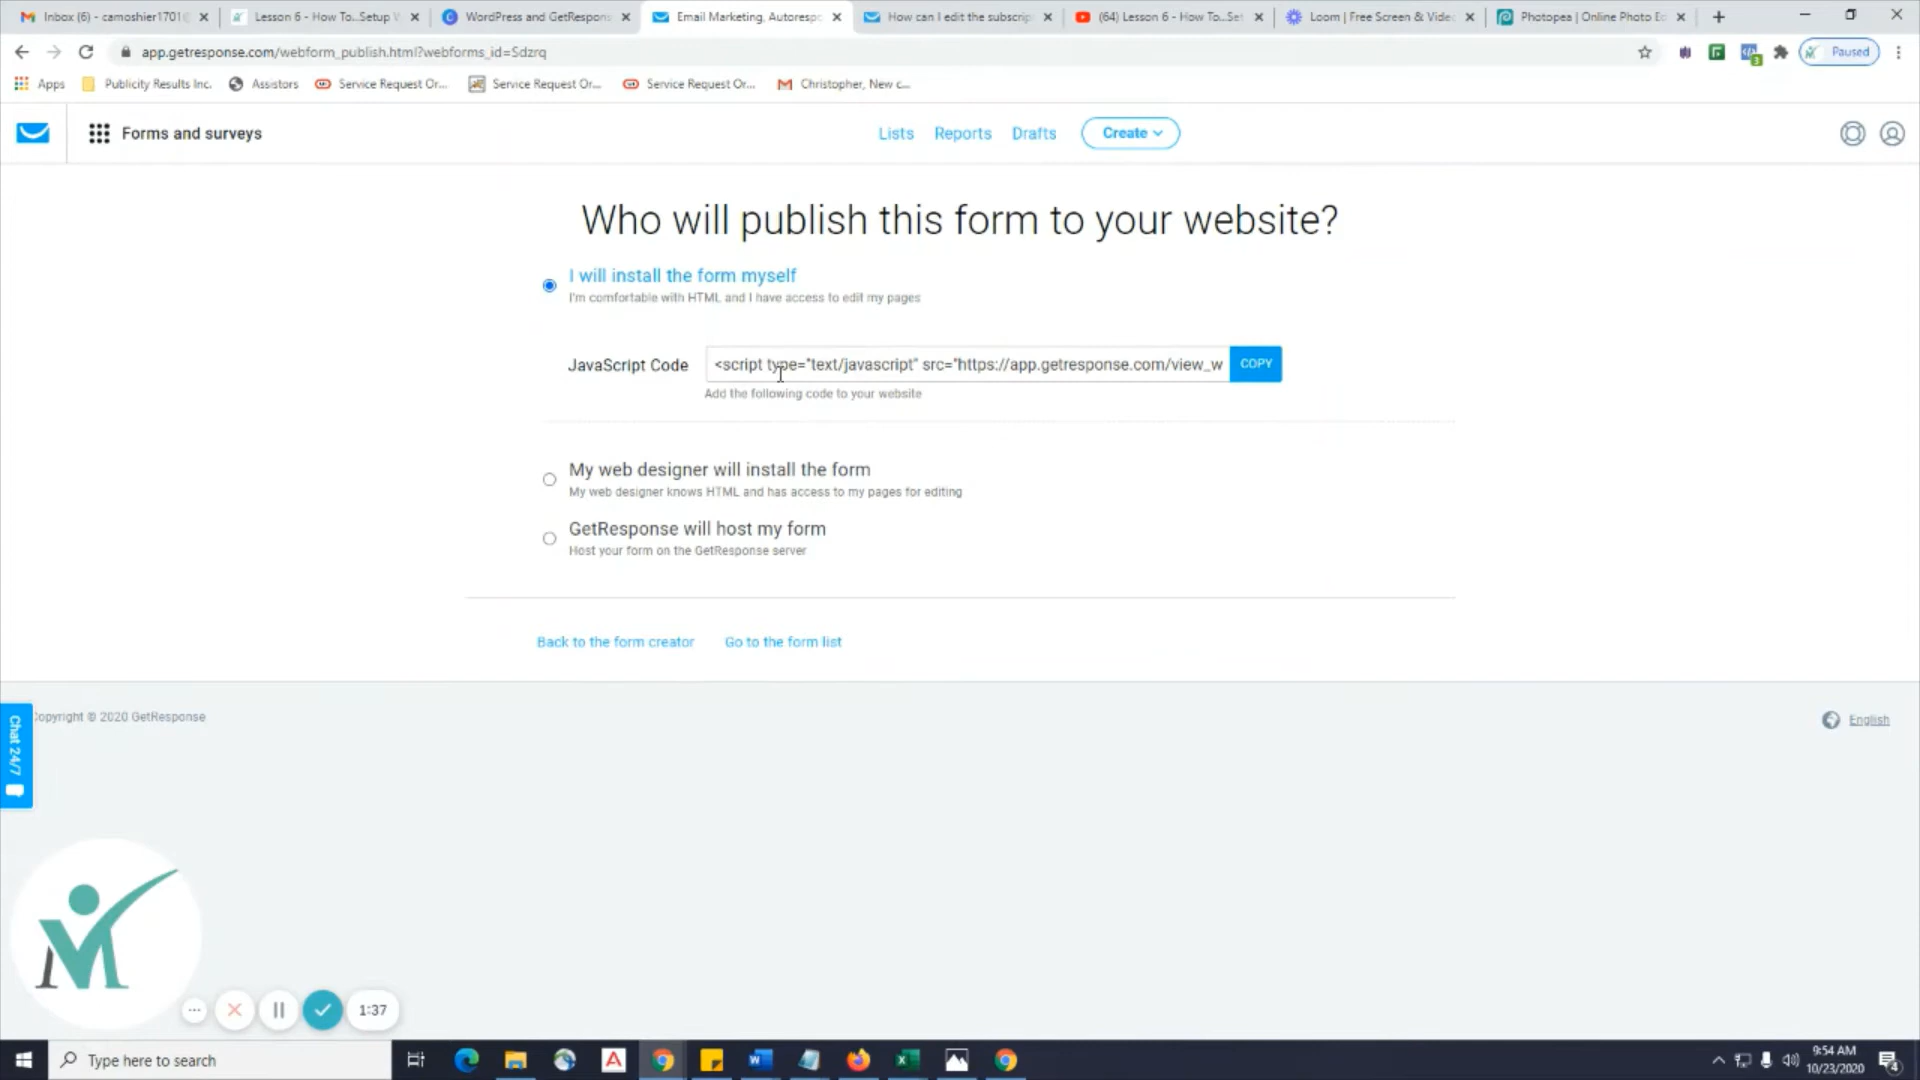 Inbox (6) - camoshier1701@
Lesson 6 - How To...Setup V
WordPress and GetRespons
Email Marketing, Autorespo
How can I edit the subscrip
(64) Lesson 6 - How To...Set
Loom | Free Screen & Vide
Photopea | Online Photo Ed
app.getresponse.com/webform_publish.html?webforms_id=Sdzrq
3
Paused
Apps
Publicity Results Inc.
Assistors
Service Request Or...
Service Request Or...
Service Request Or...
Christopher, New c...
Forms and surveys
Lists
Reports
Drafts
Create
Who will publish this form to your website?
I will install the form myself
I'm comfortable with HTML and I have access to edit my pages
JavaScript Code
<script type="text/javascript" src="https://app.getresponse.com/view_w
COPY
Add the following code to your website
My web designer will install the form
My web designer knows HTML and has access to my pages for editing
GetResponse will host my form
Host your form on the GetResponse server
Back to the form creator
Go to the form list
Chat 24/7
Copyright © 2020 GetResponse
English
1:37
Type here to search
9:54 AM
10/23/2020
4